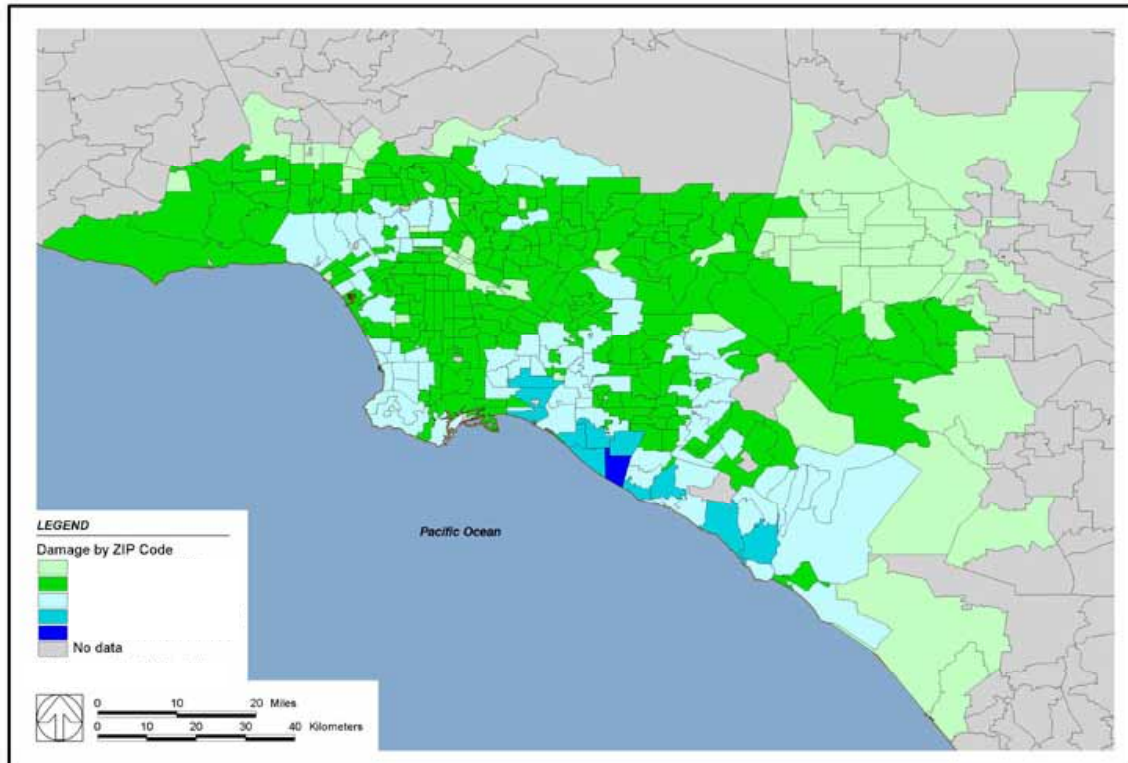 Pacific Ocean
LEGEND
Damage by ZIP Code
No data
0 10 20 Miles
0 10 20 30 40 Kilometers